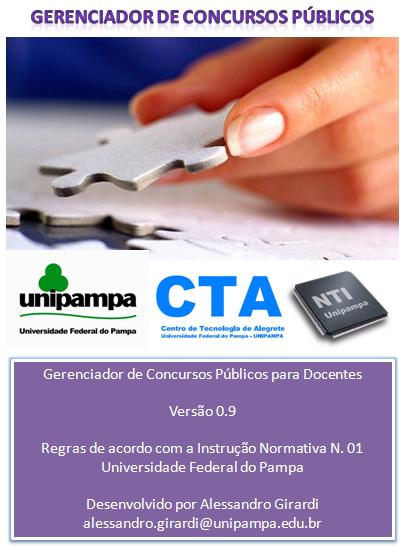 GERENCIADOR DE CONCURSOS PÚBLICOS
unipampa
Universidade Federal do Pampa
CTA
Centro de Tecnologia de Alegrete
Universidade Federal do Pampa - UNIPAMPA
NTI
Unipampa
Gerenciador de Concursos Públicos para Docentes
Versão 0.9
Regras de acordo com a Instrução Normativa N. 01
Universidade Federal do Pampa
Desenvolvido por Alessandro Girardi
alessandro.girardi@unipampa.edu.br